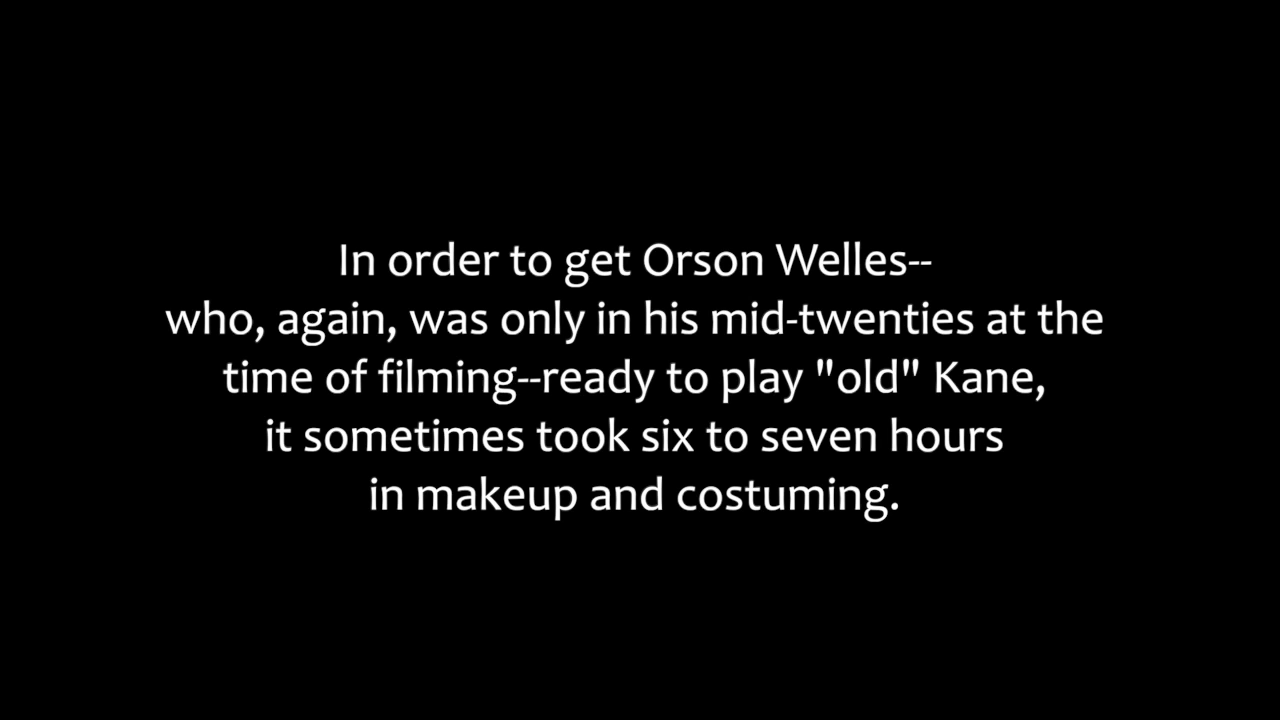 In order to get Orson Welles--
who, again, was only in his mid-twenties at the
time of filming--ready to play "old" Kane,
it sometimes took six to seven hours
in makeup and costuming.